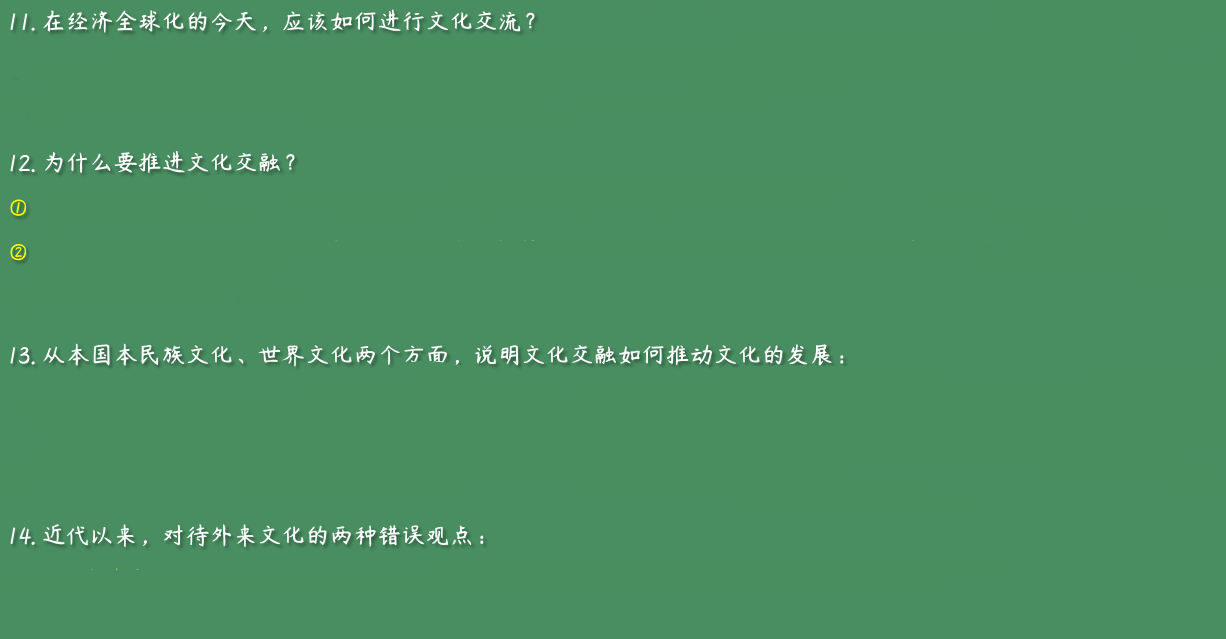 11. 在经济全球化的今天，应该如何进行文化交流？
12. 为什么要推进文化交融？
①
②
13. 从本国本民族文化、世界文化两个方面，说明文化交融如何推动文化的发展：
14. 近代以来，对待外来文化的两种错误观点：